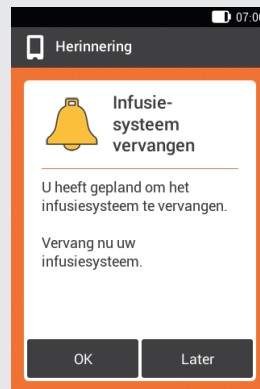 07:00
Herinnering
Infusie-
systeem
vervangen
U heeft gepland om het
infusiesysteem te vervangen.
Vervang nu uw
infusiesysteem.
OK
Later